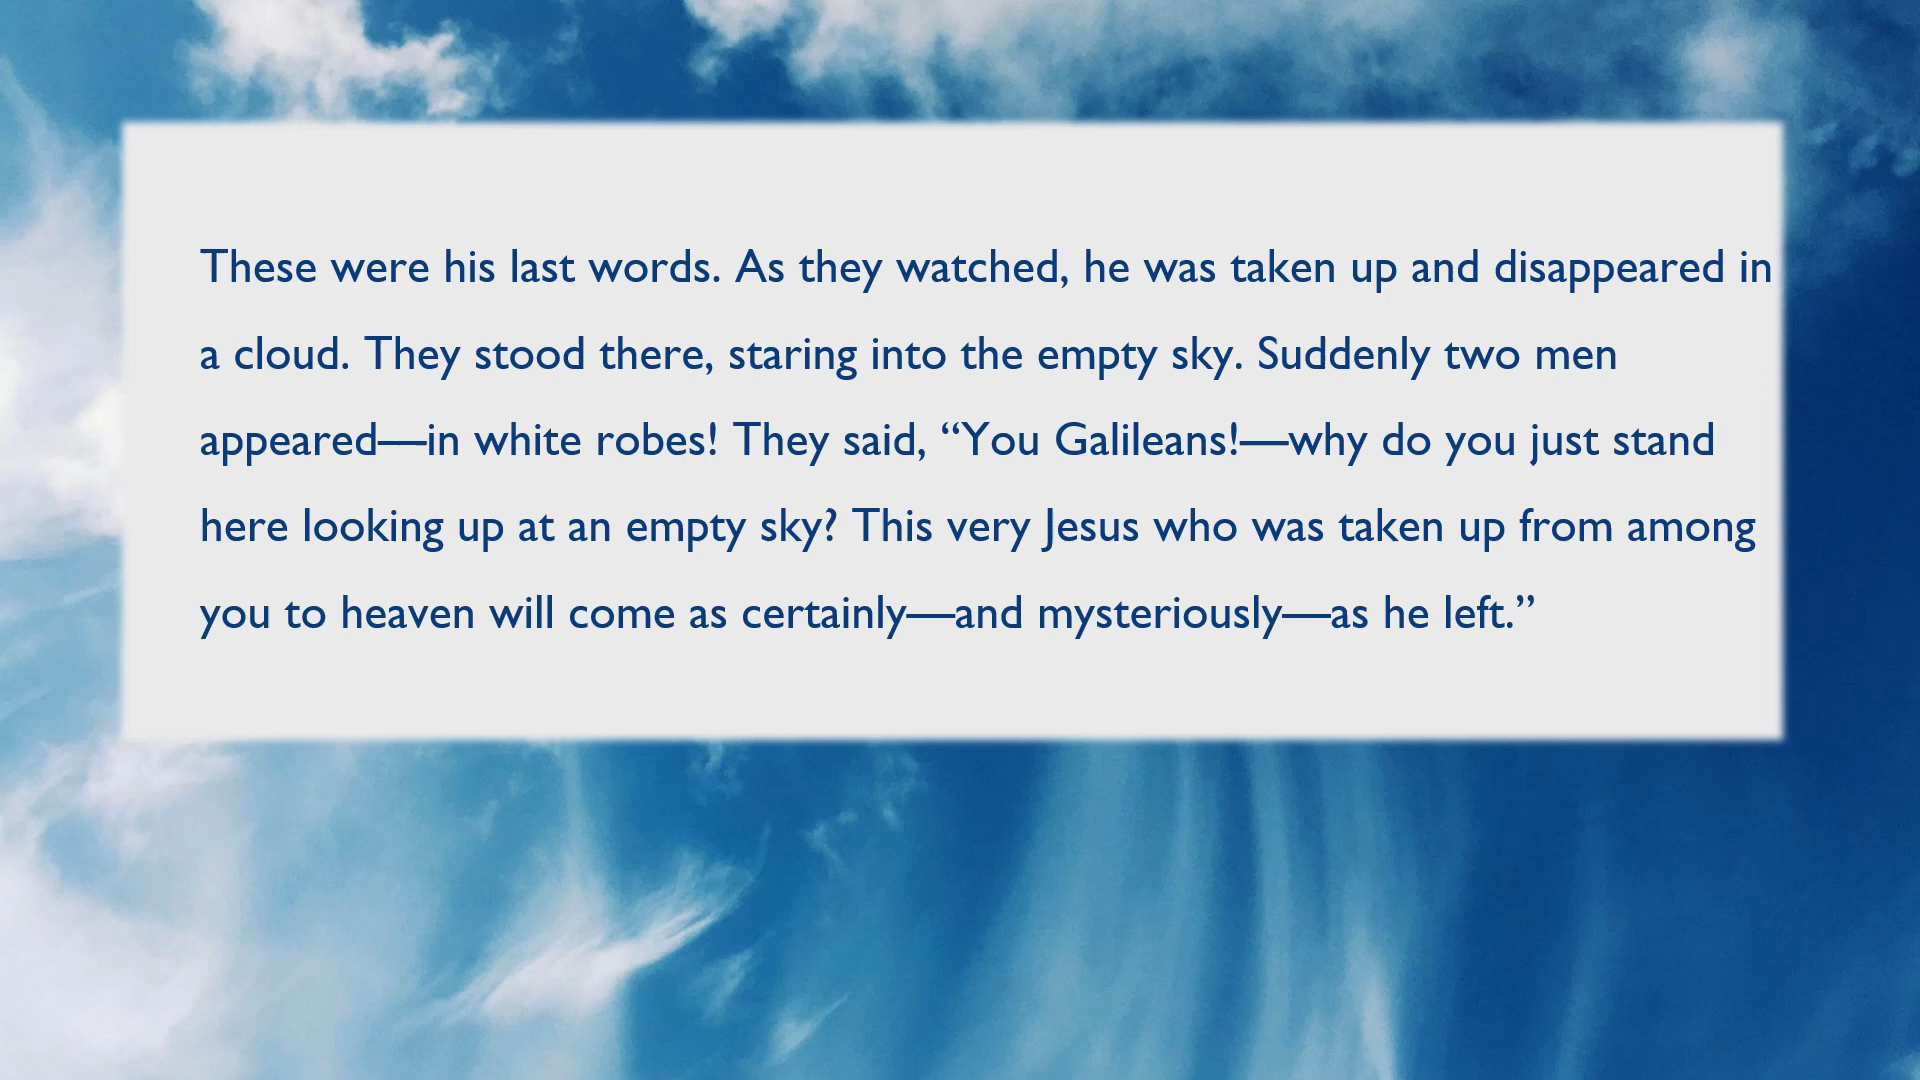 These were his last words. As they watched, he was taken up and disappeared in
a cloud. They stood there, staring into the empty sky. Suddenly two men
appeared—in white robes! They said, “You Galileans!—why do you just stand
here looking up at an empty sky? This very Jesus who was taken up from among
you to heaven will come as certainly—and mysteriously—as he left.”